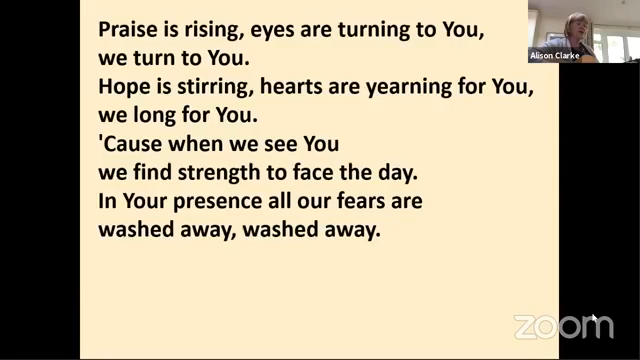 Praise is rising, eyes are turning to You,
we turn to You.
Hope is stirring, hearts are yearning for You,
we long for You.
'Cause when we see You
we find strength to face the day.
In Your presence all our fears are
washed away, washed away.
Alison Clarke
zoom